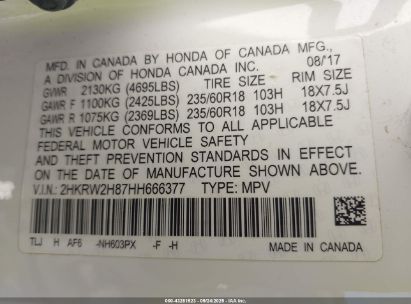 MFD. IN CANADA BY HONDA OF CANADA MFG.,
A DIVISION OF HONDA CANADA INC. 08/17
GVWR 2130KG (4695LBS) TIRE SIZE RIM SIZE
GAWR F 1100KG (2425LBS) 235/60R18 103H 18X7.5J
GAWR R 1075KG (2369LBS) 235/60R18 103H 18X7.5J
THIS VEHICLE CONFORMS TO ALL APPLICABLE
FEDERAL MOTOR VEHICLE SAFETY
AND THEFT PREVENTION STANDARDS IN EFFECT
ON THE DATE OF MANUFACTURE SHOWN ABOVE.
V.I.N.: 2HKRW2H87HH666377 TYPE: MPV
TLJ H AF6 -NH603PX -F -H MADE IN CANADA